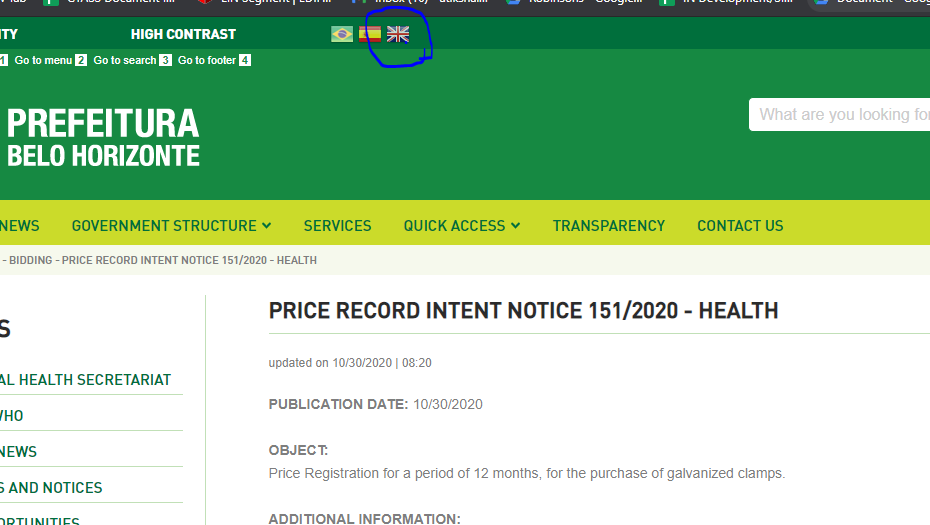 HIGH CONTRAST
1 Go to menu 2 Go to search 3 Go to footer 4
PREFEITURA
BELO HORIZONTE
What are you looking
NEWS GOVERNMENT STRUCTURE SERVICES QUICK ACCESS TRANSPARENCY CONTACT US
- BIDDING - PRICE RECORD INTENT NOTICE 151/2020 - HEALTH
PRICE RECORD INTENT NOTICE 151/2020 - HEALTH
updated on 10/30/2020 | 08:20
AL HEALTH SECRETARIAT
PUBLICATION DATE: 10/30/2020
WHO
NEWS
OBJECT:
Price Registration for a period of 12 months, for the purchase of galvanized clamps.
S AND NOTICES
ADDITIONAL INFORMATION: